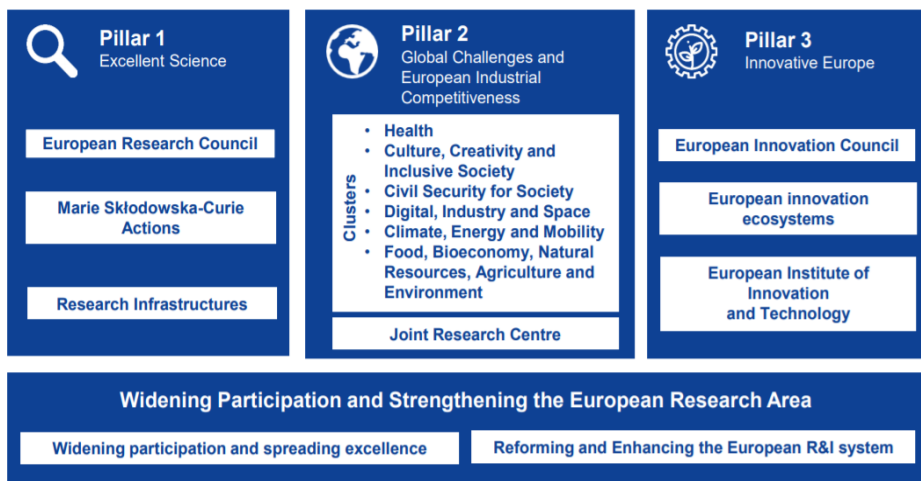 Pillar 1
Excellent Science
European Research Council
Marie Skłodowska-Curie
Actions
Research Infrastructures
Pillar 2
Global Challenges and
European Industrial
Competitiveness
Clusters
• Health
• Culture, Creativity and
Inclusive Society
• Civil Security for Society
• Digital, Industry and Space
• Climate, Energy and Mobility
• Food, Bioeconomy, Natural
Resources, Agriculture and
Environment
Joint Research Centre
Pillar 3
Innovative Europe
European Innovation Council
European innovation
ecosystems
European Institute of
Innovation
and Technology
Widening Participation and Strengthening the European Research Area
Widening participation and spreading excellence
Reforming and Enhancing the European R&I system